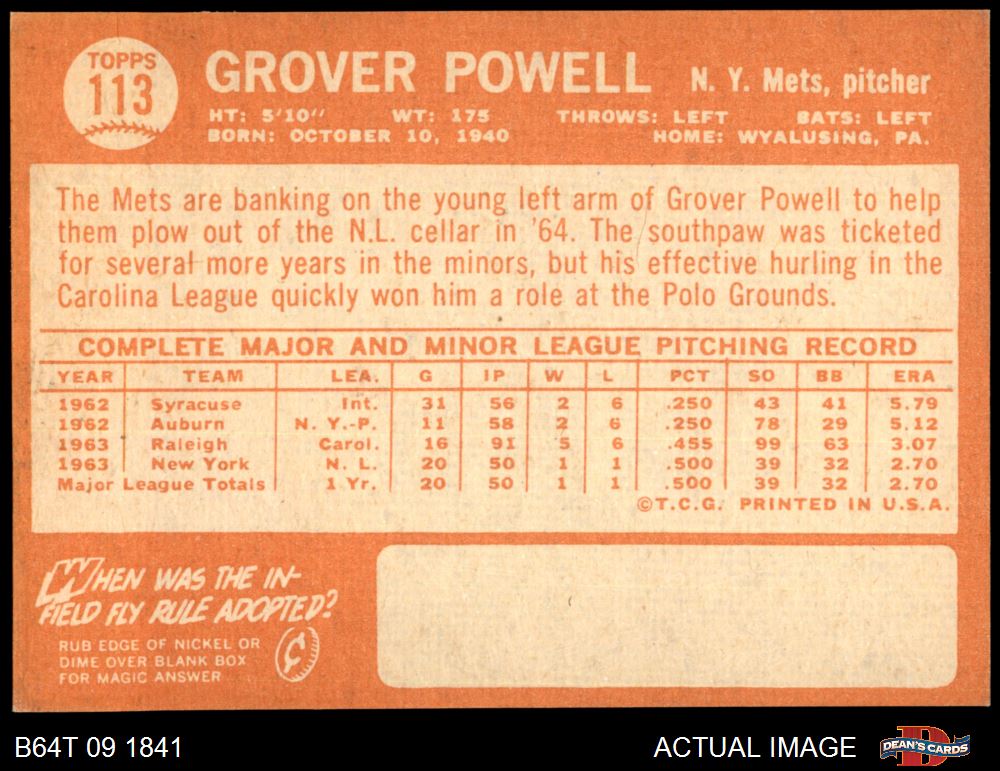 TOPPS
113
GROVER POWELL N. Y. Mets, pitcher
HT: 5'10" WT: 175 THROWS: LEFT BATS: LEFT
BORN: OCTOBER 10, 1940 HOME: WYALUSING, PA.
The Mets are banking on the young left arm of Grover Powell to help
them plow out of the N.L. cellar in '64. The southpaw was ticketed
for several more years in the minors, but his effective hurling in the
Carolina League quickly won him a role at the Polo Grounds.
COMPLETE MAJOR AND MINOR LEAGUE PITCHING RECORD
YEAR TEAM LEA. G IP W L PCT SO BB ERA
1962 Syracuse Int. 31 56 2 6 .250 43 41 5.79
1962 Auburn N. Y.-P. 11 58 2 6 .250 78 29 5.12
1963 Raleigh Carol. 16 91 5 6 .455 99 63 3.07
1963 New York N. L. 20 50 1 1 .500 39 32 2.70
Major League Totals 1 Yr. 20 50 1 1 .500 39 32 2.70
©T.C.G. PRINTED IN U.S.A.
WHEN WAS THE IN-
FIELD FLY RULE ADOPTED?
RUB EDGE OF NICKEL OR
DIME OVER BLANK BOX
FOR MAGIC ANSWER
¢
B64T 09 1841 ACTUAL IMAGE DEAN'S CARDS